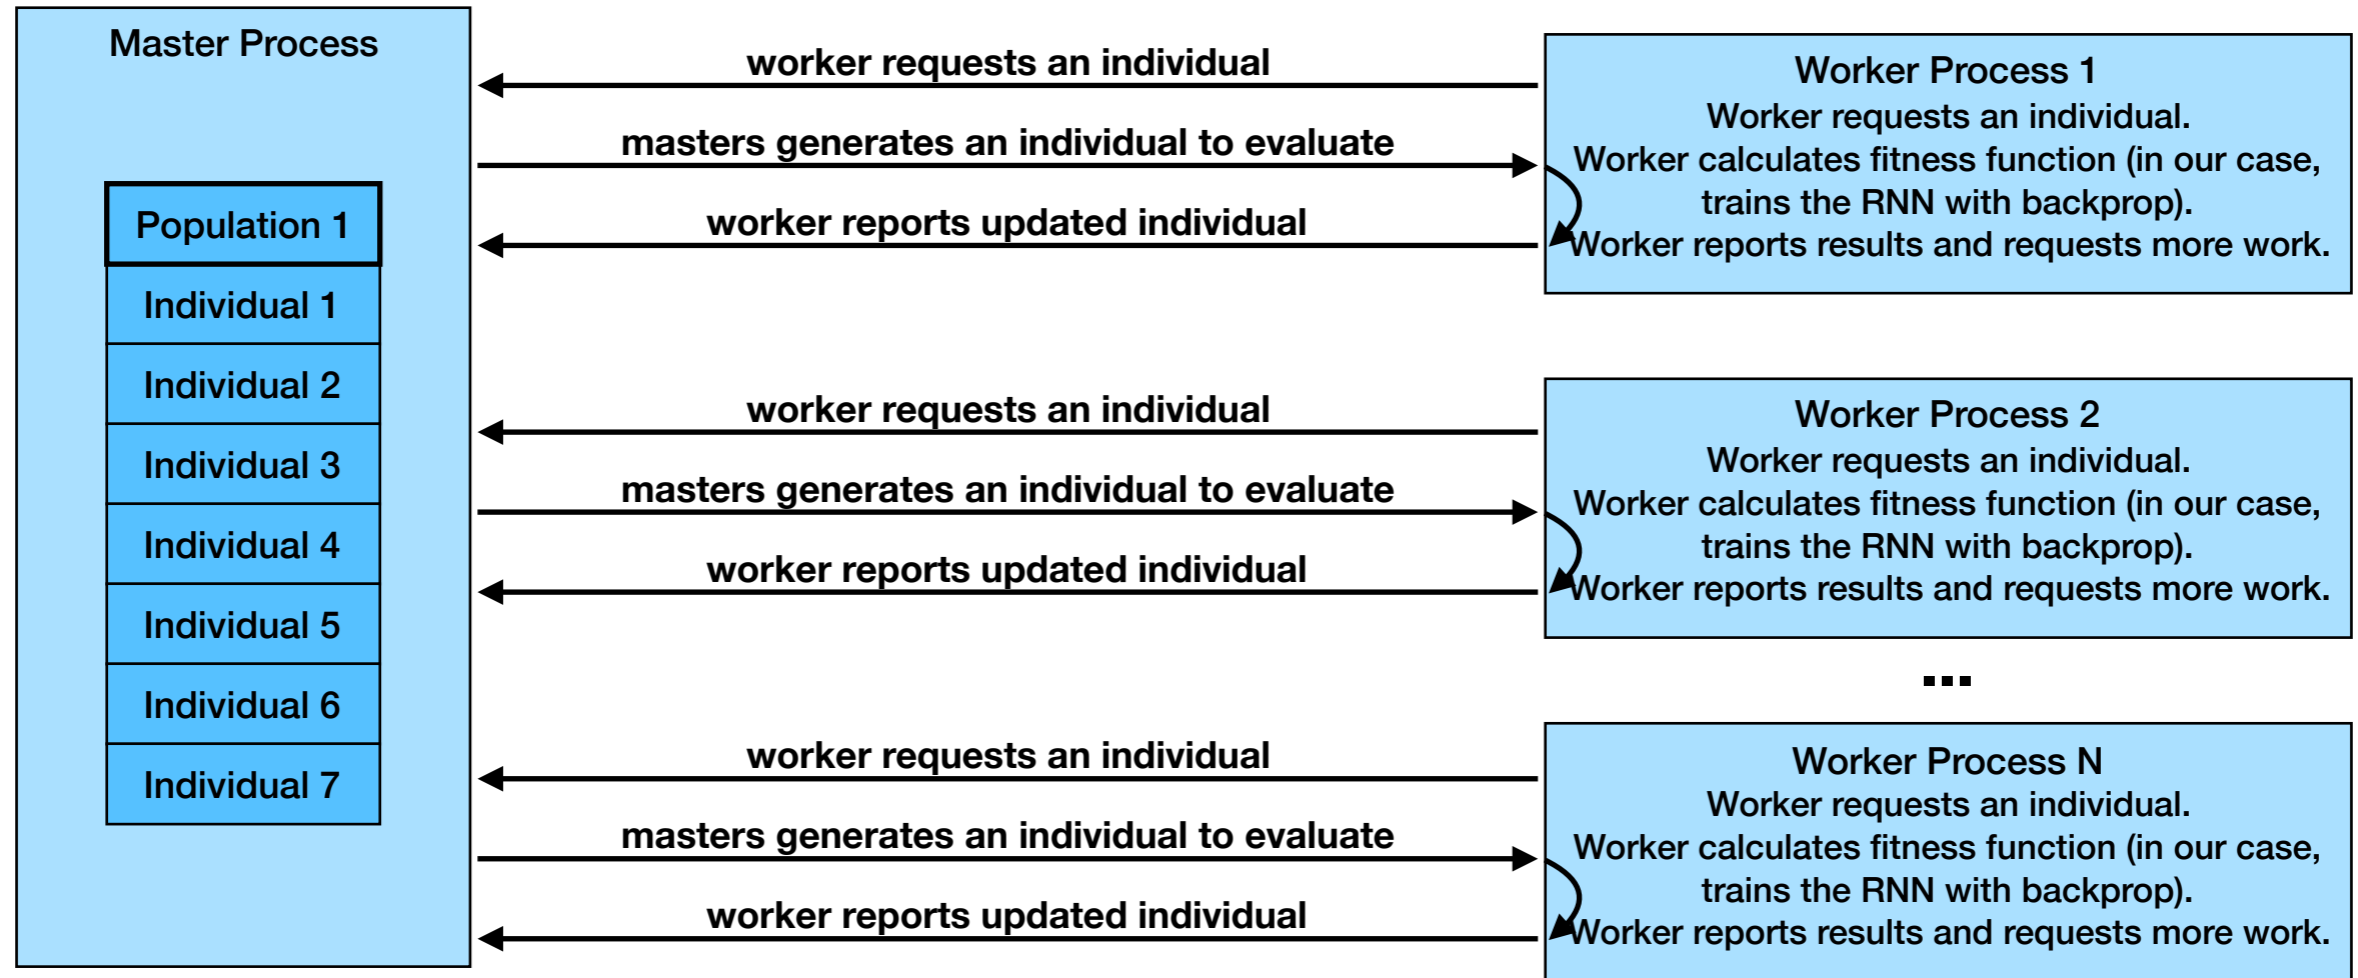 Master Process
Population 1
Individual 1
Individual 2
Individual 3
Individual 4
Individual 5
Individual 6
Individual 7
worker requests an individual
masters generates an individual to evaluate
worker reports updated individual
Worker Process 1
Worker requests an individual.
Worker calculates fitness function (in our case,
trains the RNN with backprop).
Worker reports results and requests more work.
worker requests an individual
masters generates an individual to evaluate
worker reports updated individual
Worker Process 2
Worker requests an individual.
Worker calculates fitness function (in our case,
trains the RNN with backprop).
Worker reports results and requests more work.
...
worker requests an individual
masters generates an individual to evaluate
worker reports updated individual
Worker Process N
Worker requests an individual.
Worker calculates fitness function (in our case,
trains the RNN with backprop).
Worker reports results and requests more work.